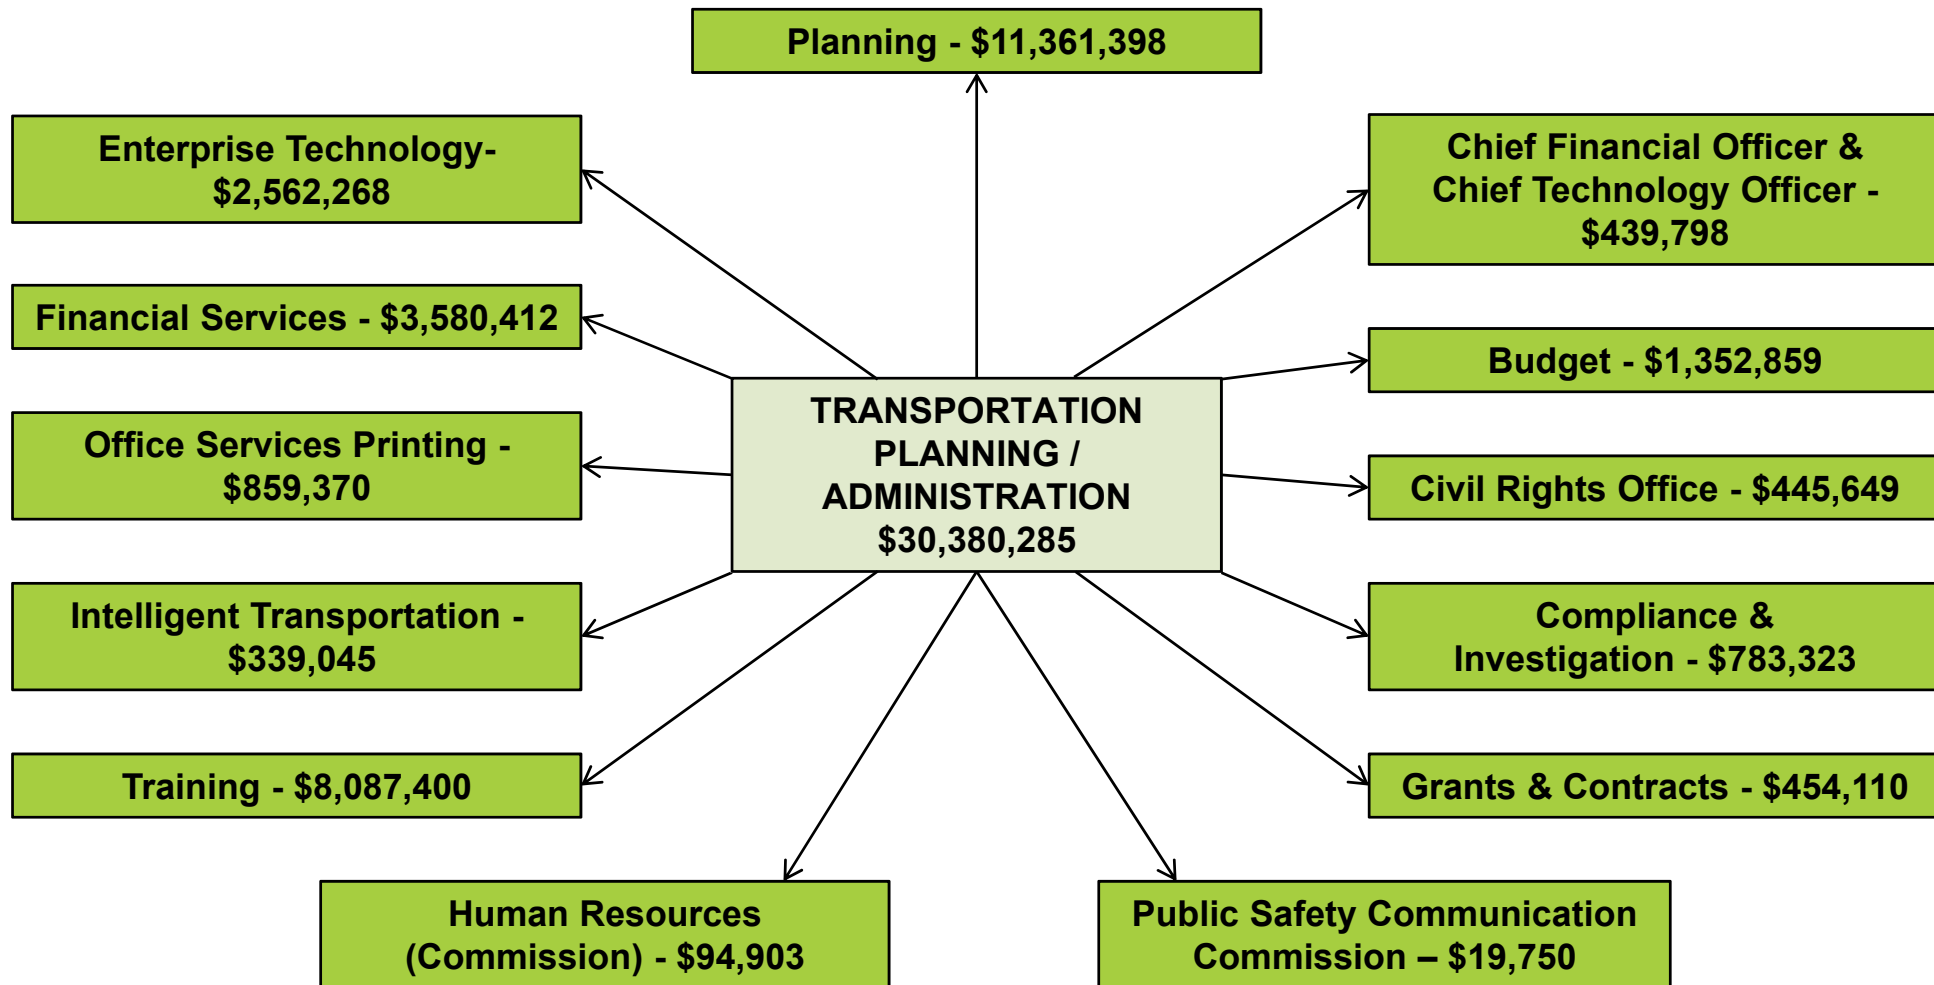 Planning - $11,361,398
Enterprise Technology-
$2,562,268
Chief Financial Officer &
Chief Technology Officer -
$439,798
Financial Services - $3,580,412
Budget - $1,352,859
TRANSPORTATION
PLANNING /
ADMINISTRATION
$30,380,285
Office Services Printing -
$859,370
Civil Rights Office - $445,649
Intelligent Transportation -
$339,045
Compliance &
Investigation - $783,323
Training - $8,087,400
Grants & Contracts - $454,110
Human Resources
(Commission) - $94,903
Public Safety Communication
Commission – $19,750